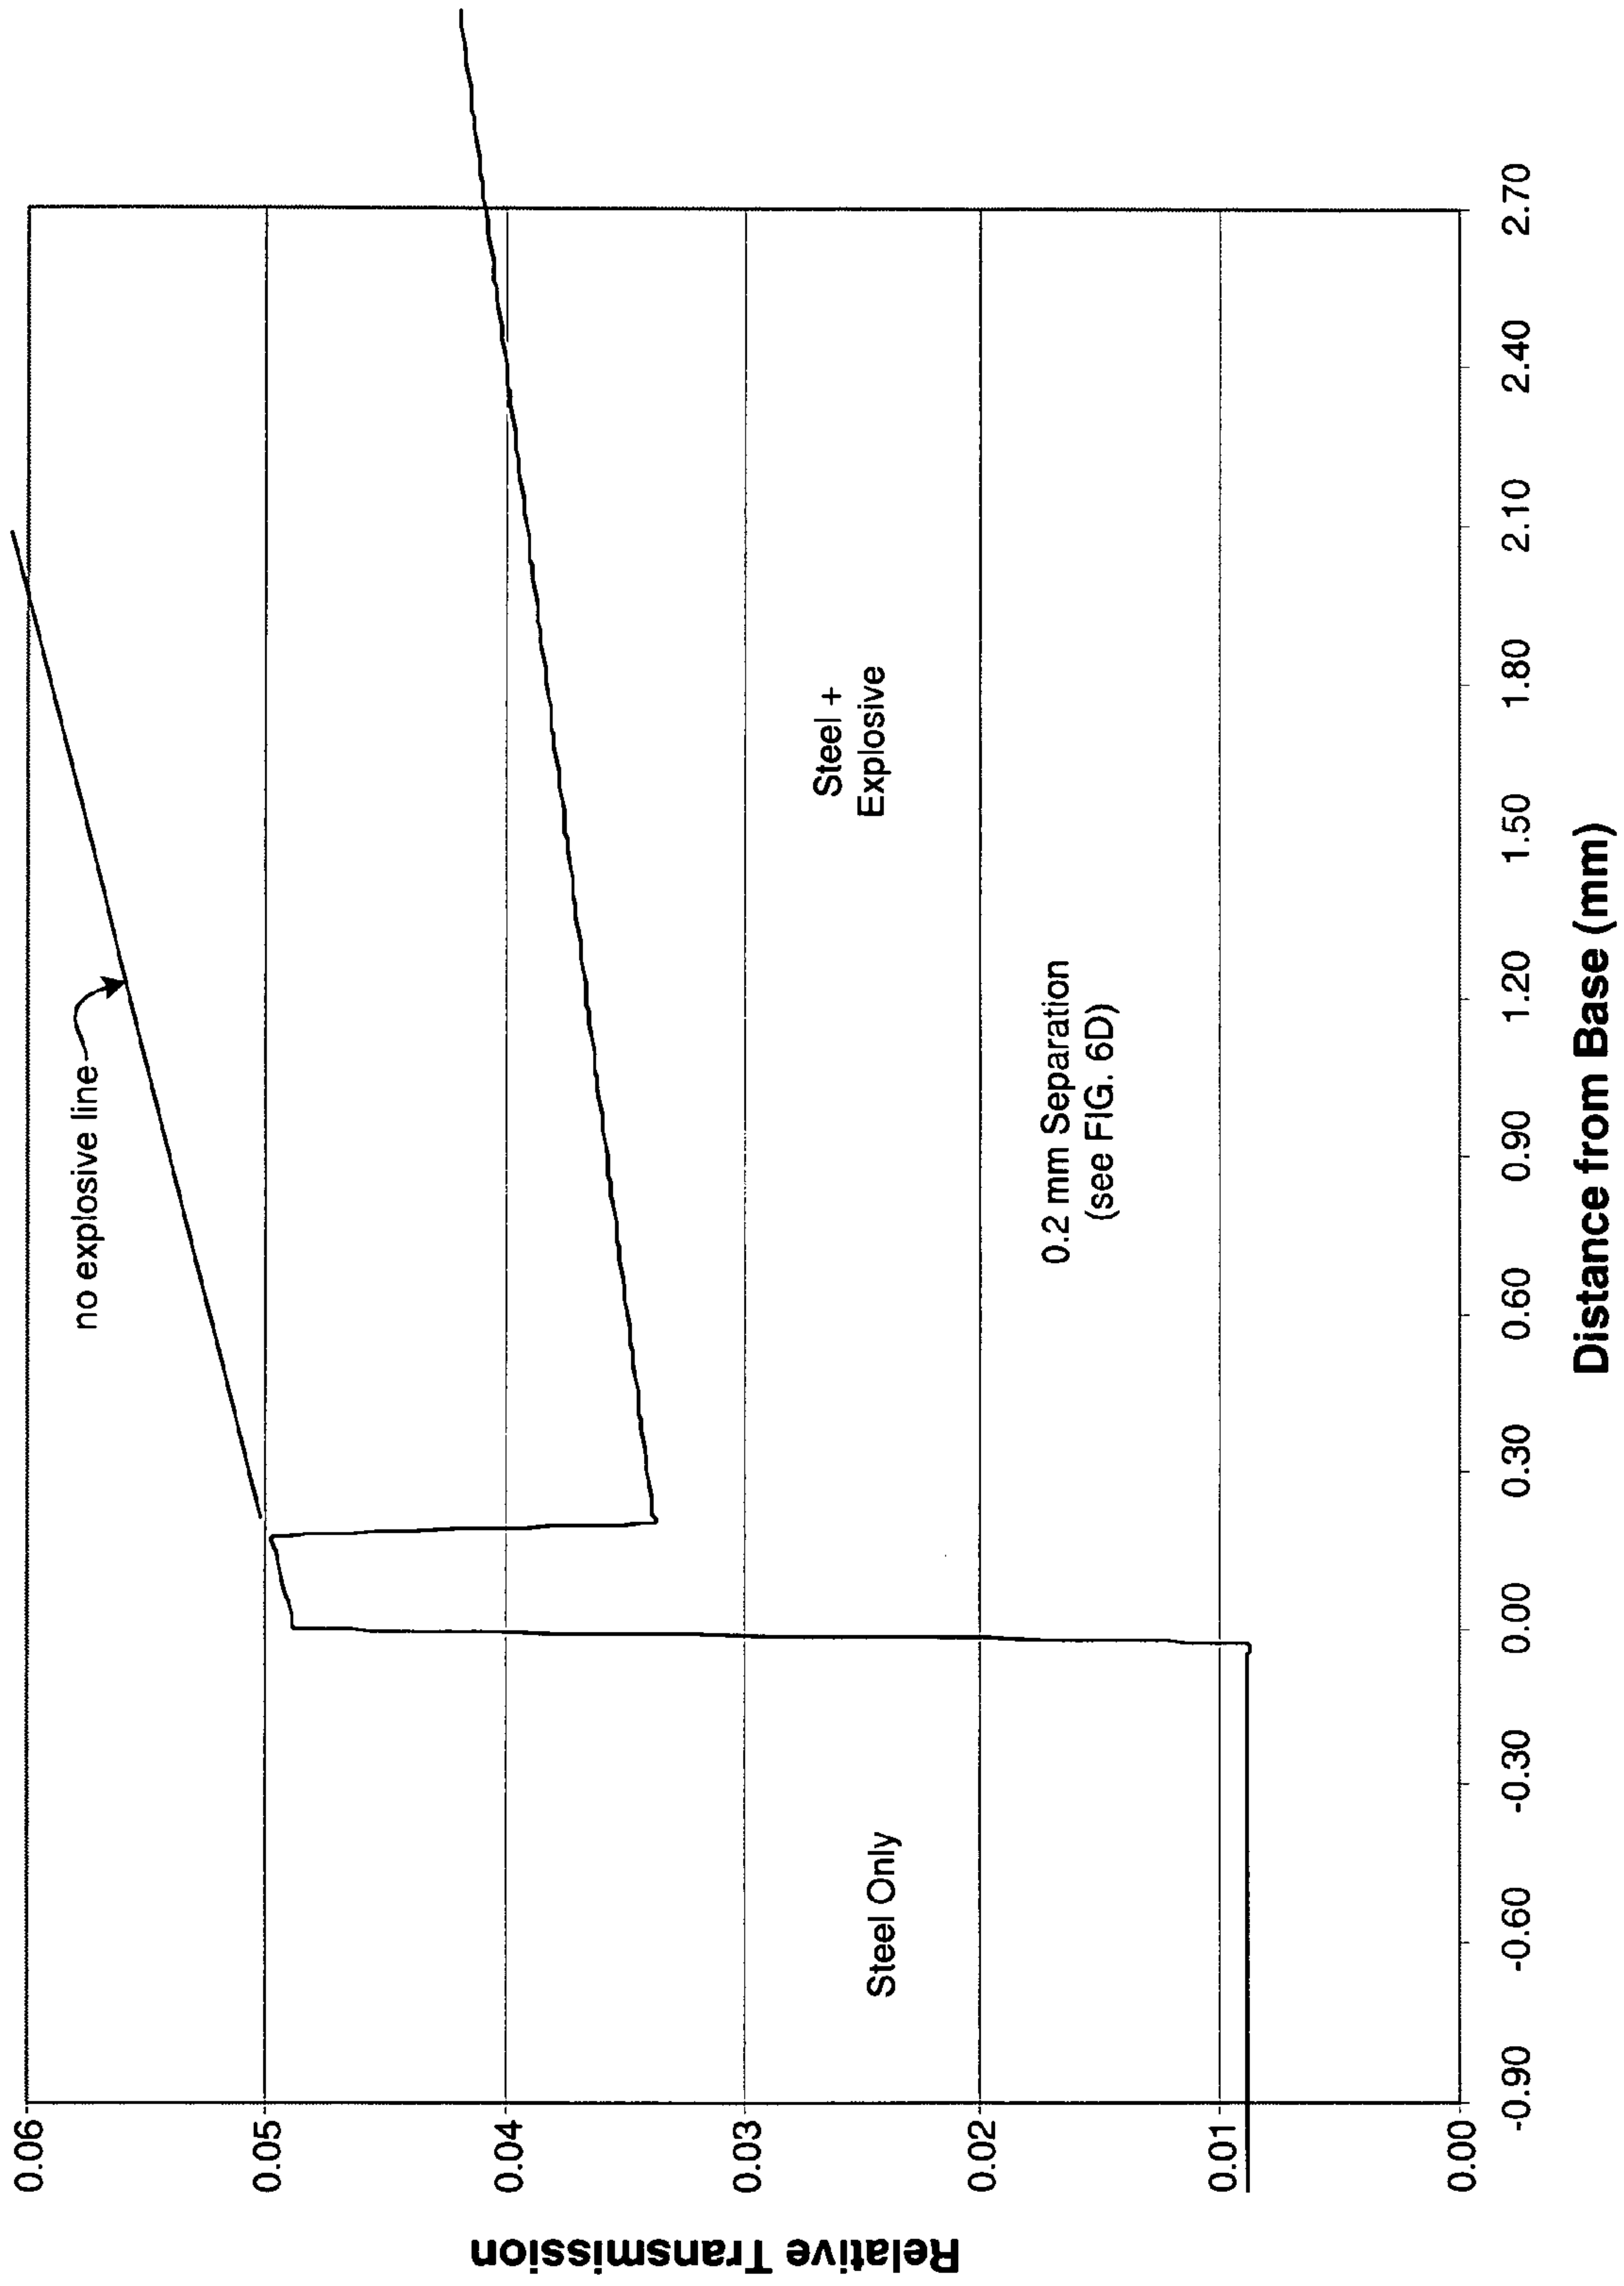 Relative Transmission
0.06
0.05
0.04
0.03
0.02
0.01
0.00
no explosive line
Steel Only
Steel +
Explosive
0.2 mm Separation
(see FIG. 6D)
-0.90
-0.60
-0.30
0.00
0.30
0.60
0.90
1.20
1.50
1.80
2.10
2.40
2.70
Distance from Base (mm)